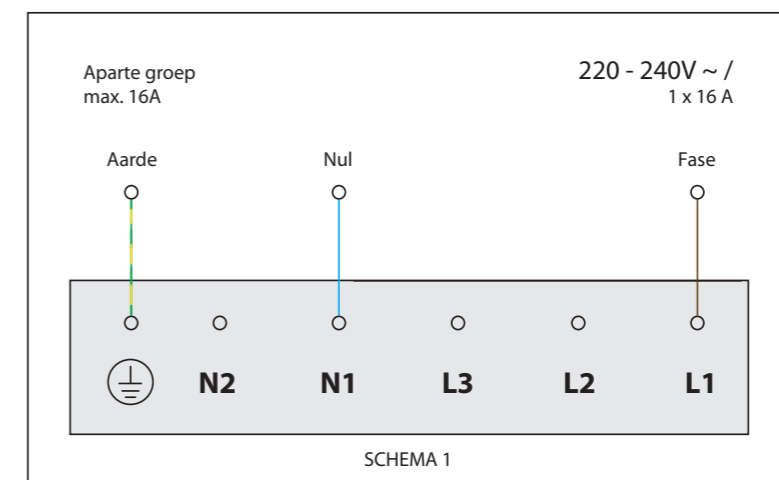 Aparte groep
max. 16A
220 - 240V ~ /
1 x 16 A
Aarde
Nul
Fase
N2
N1
L3
L2
L1
SCHEMA 1